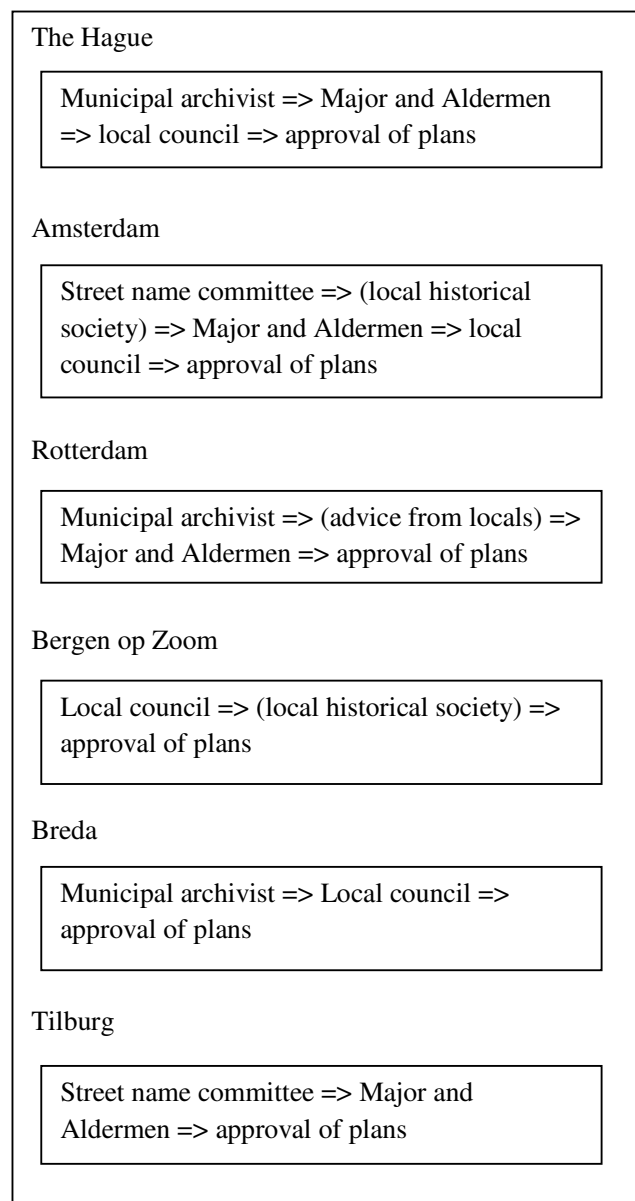 The Hague
Municipal archivist => Major and Aldermen
=> local council => approval of plans
Amsterdam
Street name committee => (local historical
society) => Major and Aldermen => local
council => approval of plans
Rotterdam
Municipal archivist => (advice from locals) =>
Major and Aldermen => approval of plans
Bergen op Zoom
Local council => (local historical society) =>
approval of plans
Breda
Municipal archivist => Local council =>
approval of plans
Tilburg
Street name committee => Major and
Aldermen => approval of plans